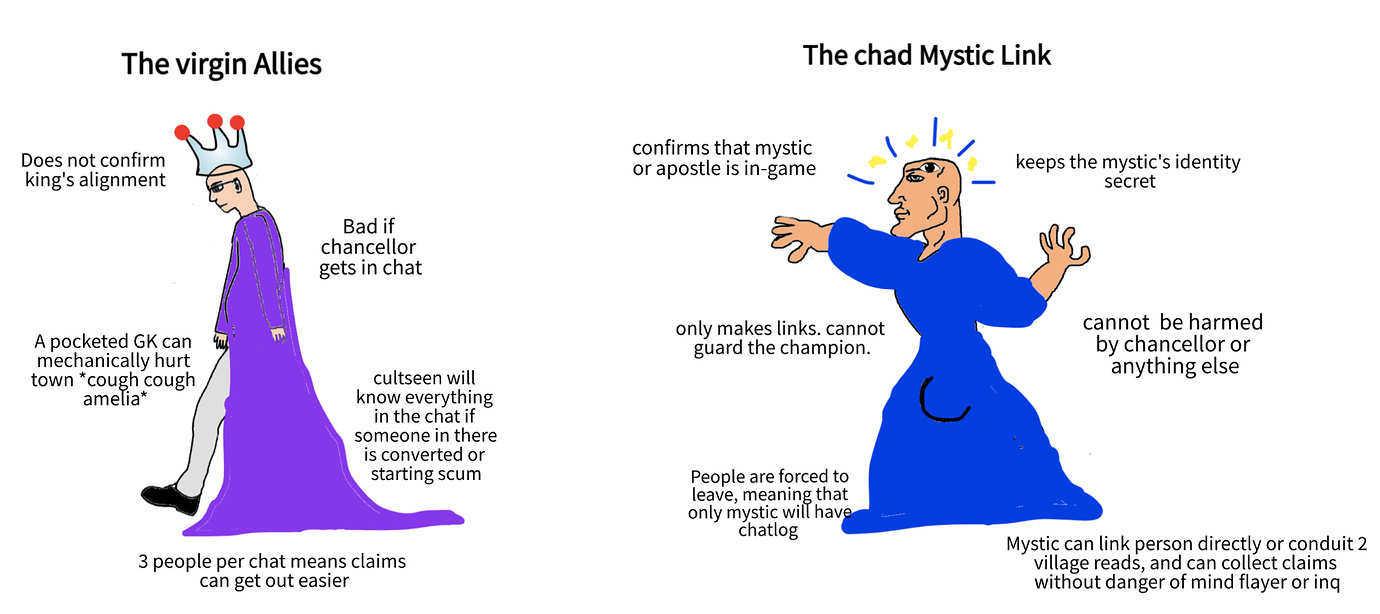 The virgin Allies
Does not confirm
king's alignment
Bad if
chancellor
gets in chat
A pocketed GK can
mechanically hurt
town *cough cough
amelia*
cultseen will
know everything
in the chat if
someone in there
is converted or
starting scum
3 people per chat means claims
can get out easier
The chad Mystic Link
confirms that mystic
or apostle is in-game
keeps the mystic's identity
secret
only makes links. cannot
guard the champion.
cannot be harmed
by chancellor or
anything else
People are forced to
leave, meaning that
only mystic will have
chatlog
Mystic can link person directly or conduit 2
village reads, and can collect claims
without danger of mind flayer or inq